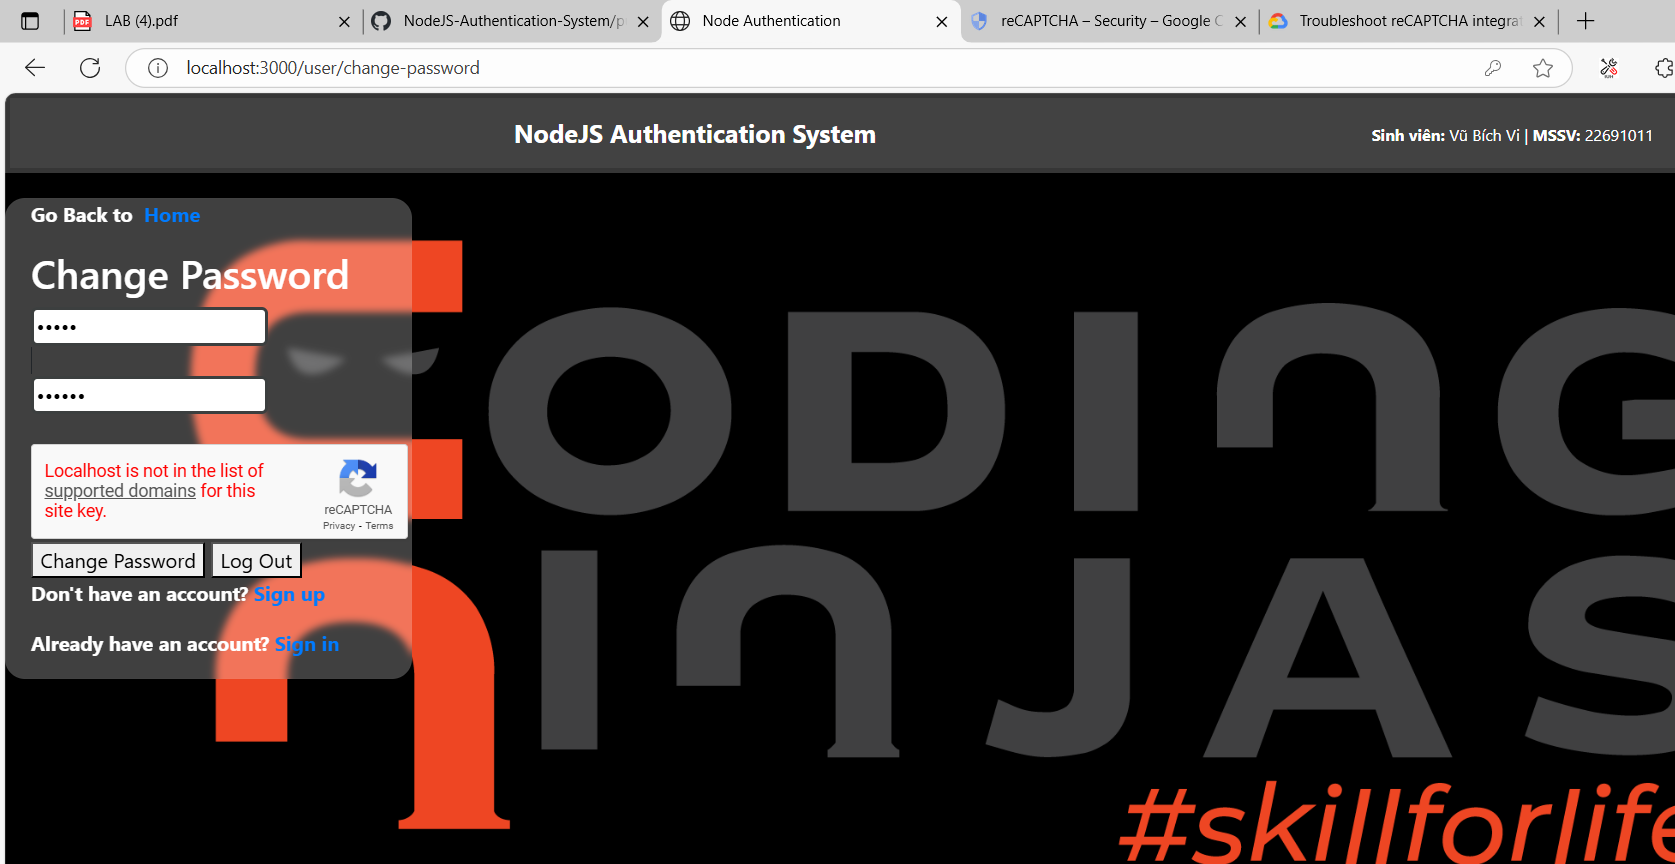 LAB (4).pdf
NodeJS-Authentication-System/p
Node Authentication
reCAPTCHA – Security – Google C
Troubleshoot reCAPTCHA integrat
localhost:3000/user/change-password
NodeJS Authentication System
Sinh viên: Vũ Bích Vi | MSSV: 22691011
Go Back to Home
Change Password
•••••
••••••
Localhost is not in the list of
supported domains for this
site key.
reCAPTCHA
Privacy - Terms
Change Password
Log Out
Don't have an account? Sign up
Already have an account? Sign in
CODING
NINJAS
#skillforlife